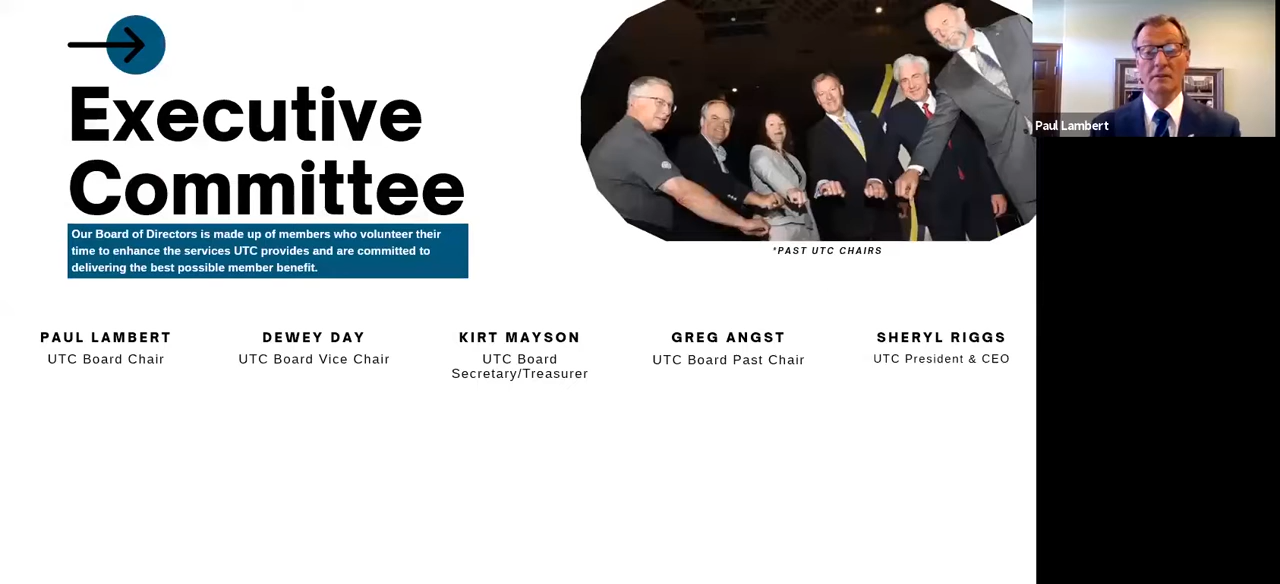 Executive
Committee
Our Board of Directors is made up of members who volunteer their
time to enhance the services UTC provides and are committed to
delivering the best possible member benefit.
*PAST UTC CHAIRS
Paul Lambert
PAUL LAMBERT
UTC Board Chair
DEWEY DAY
UTC Board Vice Chair
KIRT MAYSON
UTC Board
Secretary/Treasurer
GREG ANGST
UTC Board Past Chair
SHERYL RIGGS
UTC President & CEO